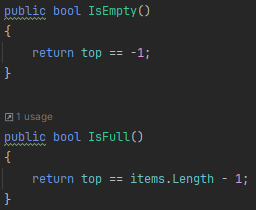 public bool IsEmpty()
{
    return top == -1;
}
1 usage
public bool IsFull()
{
    return top == items.Length - 1;
}